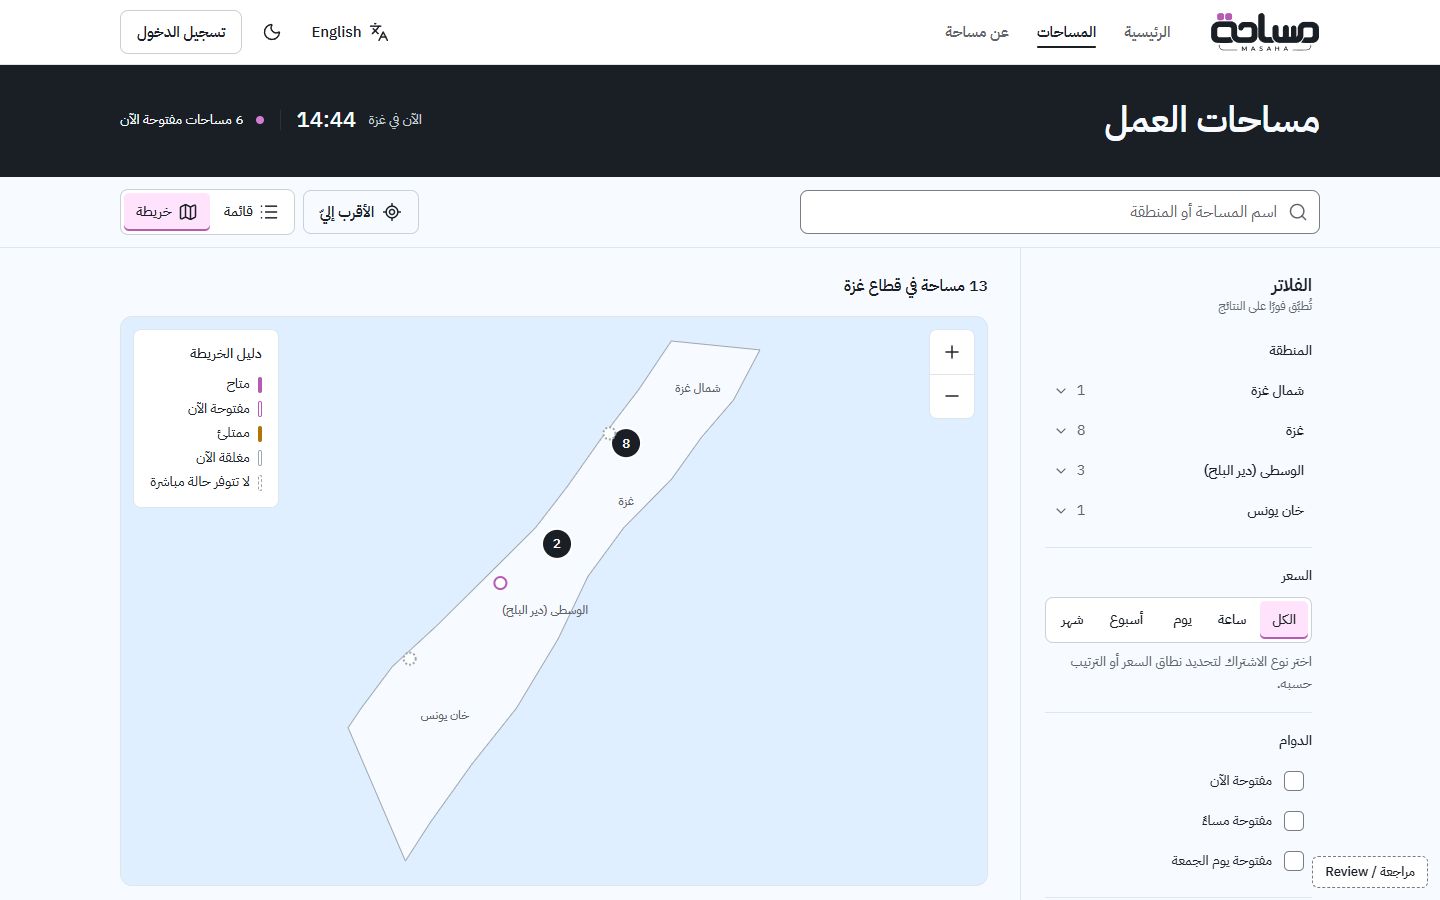 مساحة
MASAHA
الرئيسية
المساحات
عن مساحة
English
تسجيل الدخول
مساحات العمل
الآن في غزة
14:44
6 مساحات مفتوحة الآن
اسم المساحة أو المنطقة
الأقرب إليّ
قائمة
خريطة
الفلاتر
تُطبَّق فورًا على النتائج
المنطقة
شمال غزة 1
غزة 8
الوسطى (دير البلح) 3
خان يونس 1
السعر
الكل
ساعة
يوم
أسبوع
شهر
اختر نوع الاشتراك لتحديد نطاق السعر أو الترتيب
حسبه.
الدوام
مفتوحة الآن
مفتوحة مساءً
مفتوحة يوم الجمعة
13 مساحة في قطاع غزة
+
−
شمال غزة
8
غزة
2
الوسطى (دير البلح)
خان يونس
دليل الخريطة
متاح
مفتوحة الآن
ممتلئ
مغلقة الآن
لا تتوفر حالة مباشرة
مراجعة / Review